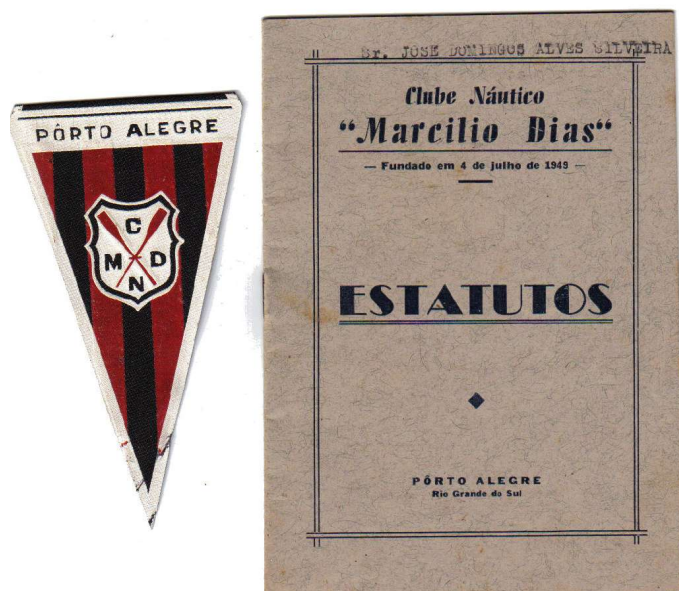 PÔRTO ALEGRE
C
M D
N
Sr. JOSE DOMINGOS ALVES SILVEIRA
Clube Náutico
“Marcilio Dias“
— Fundado em 4 de julho de 1949 —
ESTATUTOS
PÔRTO ALEGRE
Rio Grande do Sul